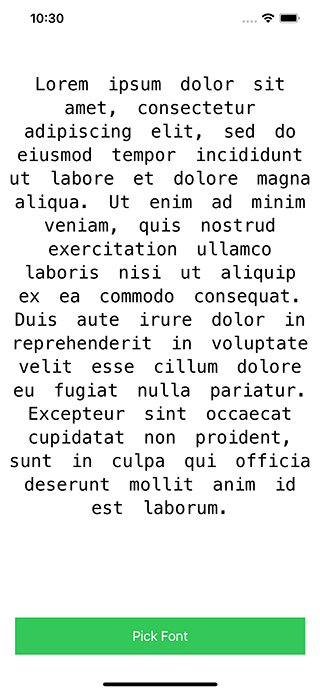 10:30
Lorem ipsum dolor sit
amet, consectetur
adipiscing elit, sed do
eiusmod tempor incididunt
ut labore et dolore magna
aliqua. Ut enim ad minim
veniam, quis nostrud
exercitation ullamco
laboris nisi ut aliquip
ex ea commodo consequat.
Duis aute irure dolor in
reprehenderit in voluptate
velit esse cillum dolore
eu fugiat nulla pariatur.
Excepteur sint occaecat
cupidatat non proident,
sunt in culpa qui officia
deserunt mollit anim id
est laborum.
Pick Font